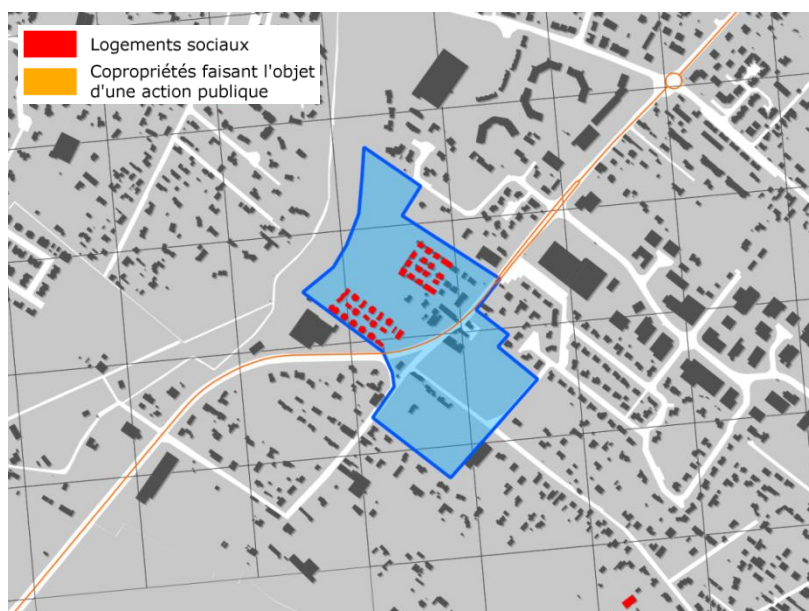 Logements sociaux
Copropriétés faisant l'objet
d'une action publique